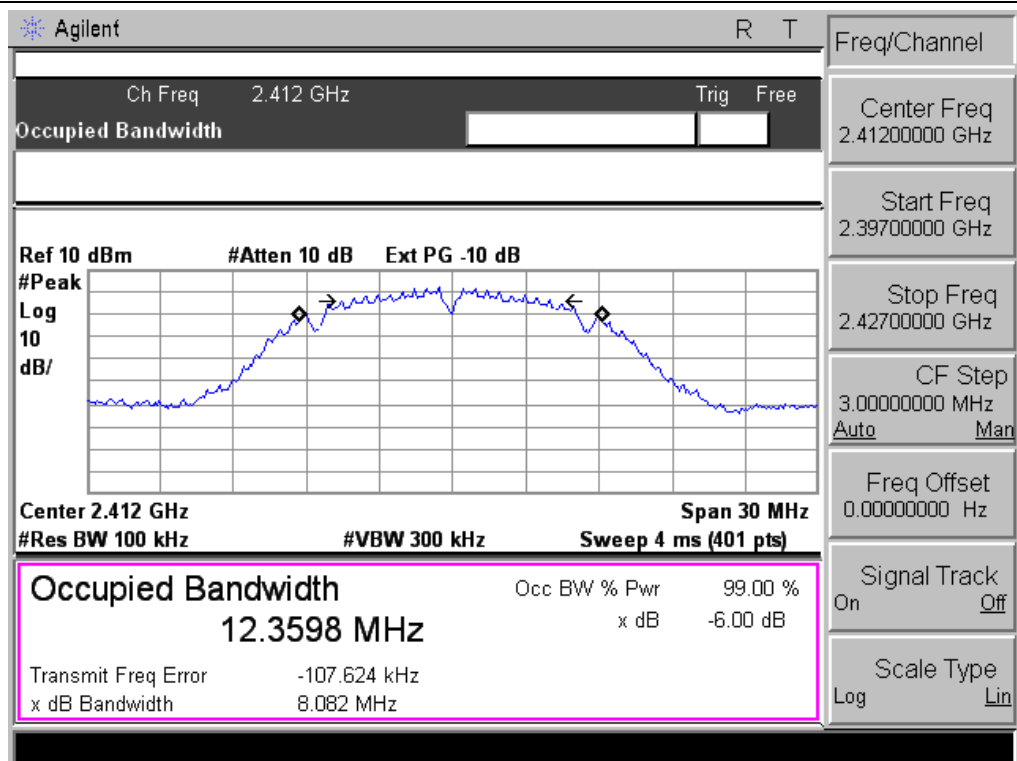 Agilent R T
Ch Freq 2.412 GHz Trig Free
Occupied Bandwidth
Ref 10 dBm #Atten 10 dB Ext PG -10 dB
#Peak
Log
10
dB/
Center 2.412 GHz Span 30 MHz
#Res BW 100 kHz #VBW 300 kHz Sweep 4 ms (401 pts)
Occupied Bandwidth
12.3598 MHz
Occ BW % Pwr 99.00 %
x dB -6.00 dB
Transmit Freq Error -107.624 kHz
x dB Bandwidth 8.082 MHz
Freq/Channel
Center Freq
2.41200000 GHz
Start Freq
2.39700000 GHz
Stop Freq
2.42700000 GHz
CF Step
3.00000000 MHz
Auto Man
Freq Offset
0.00000000 Hz
Signal Track
On Off
Scale Type
Log Lin